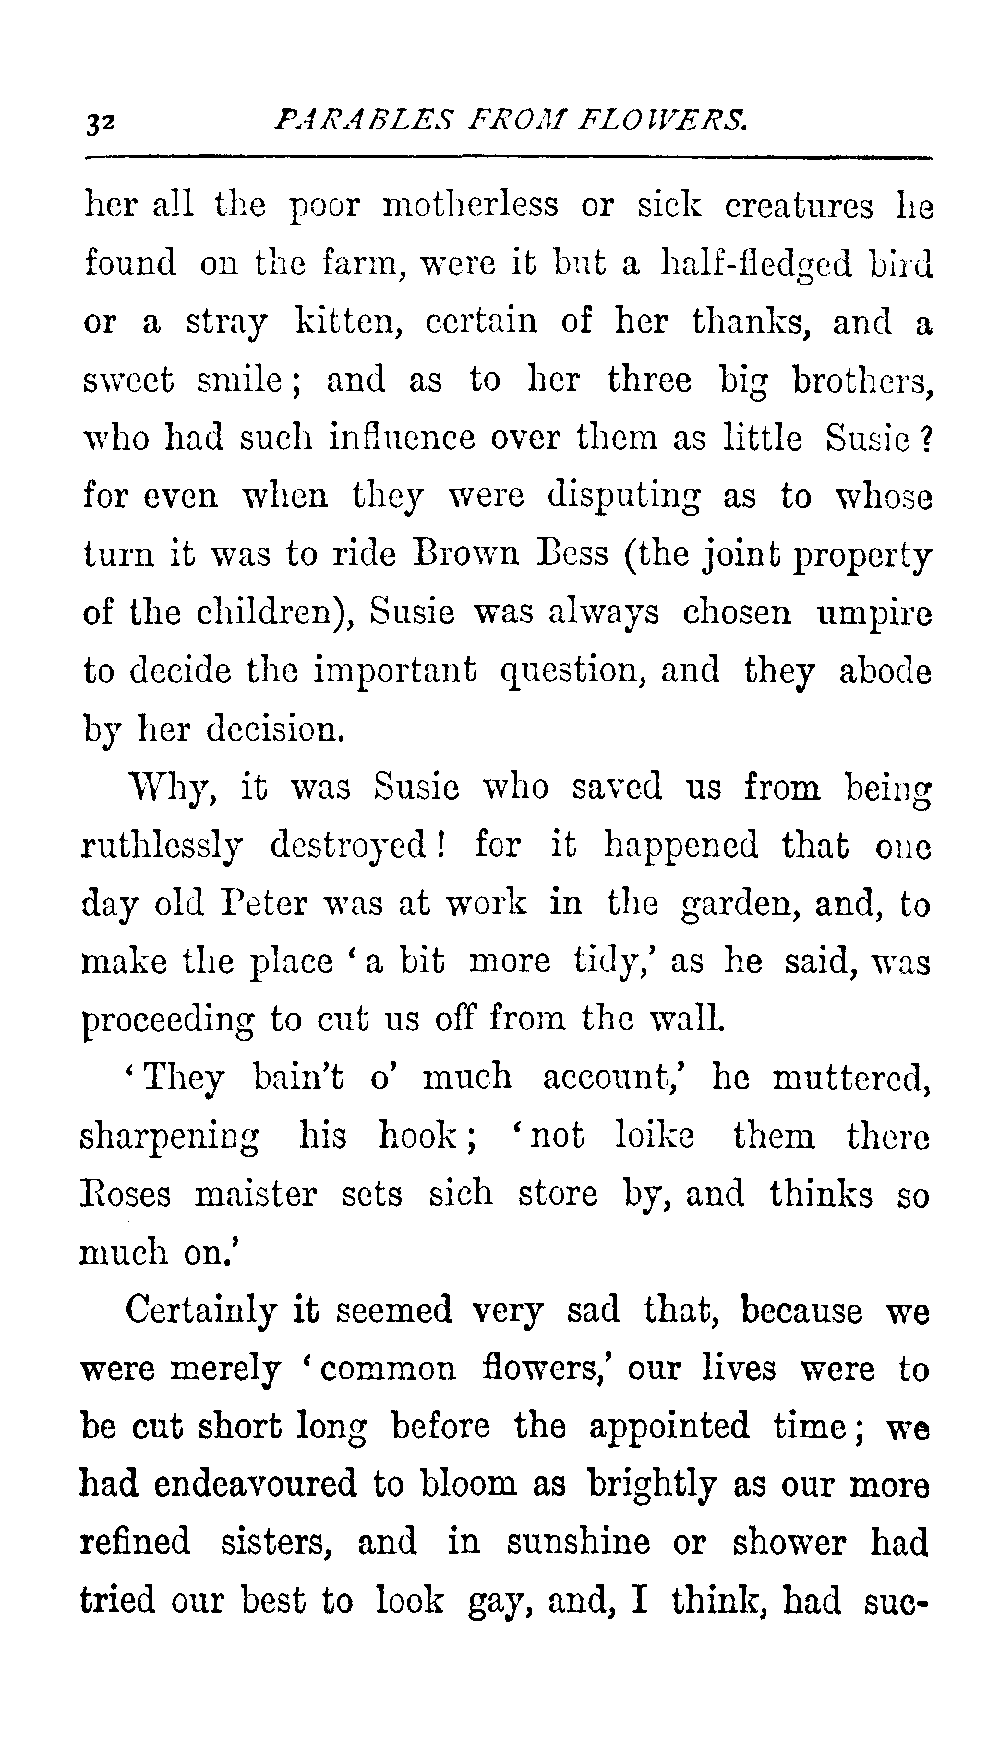 32 PARABLES FROM FLOWERS.
her all the poor motherless or sick creatures he
found on the farm, were it but a half-fledged bird
or a stray kitten, certain of her thanks, and a
sweet smile ; and as to her three big brothers,
who had such influence over them as little Susie ?
for even when they were disputing as to whose
turn it was to ride Brown Bess (the joint property
of the children), Susie was always chosen umpire
to decide the important question, and they abode
by her decision.
Why, it was Susie who saved us from being
ruthlessly destroyed ! for it happened that one
day old Peter was at work in the garden, and, to
make the place ‘ a bit more tidy,’ as he said, was
proceeding to cut us off from the wall.
‘ They bain’t o’ much account,’ he muttered,
sharpening his hook ; ‘ not loike them there
Roses maister sets sich store by, and thinks so
much on.’
Certainly it seemed very sad that, because we
were merely ‘ common flowers,’ our lives were to
be cut short long before the appointed time ; we
had endeavoured to bloom as brightly as our more
refined sisters, and in sunshine or shower had
tried our best to look gay, and, I think, had suc-